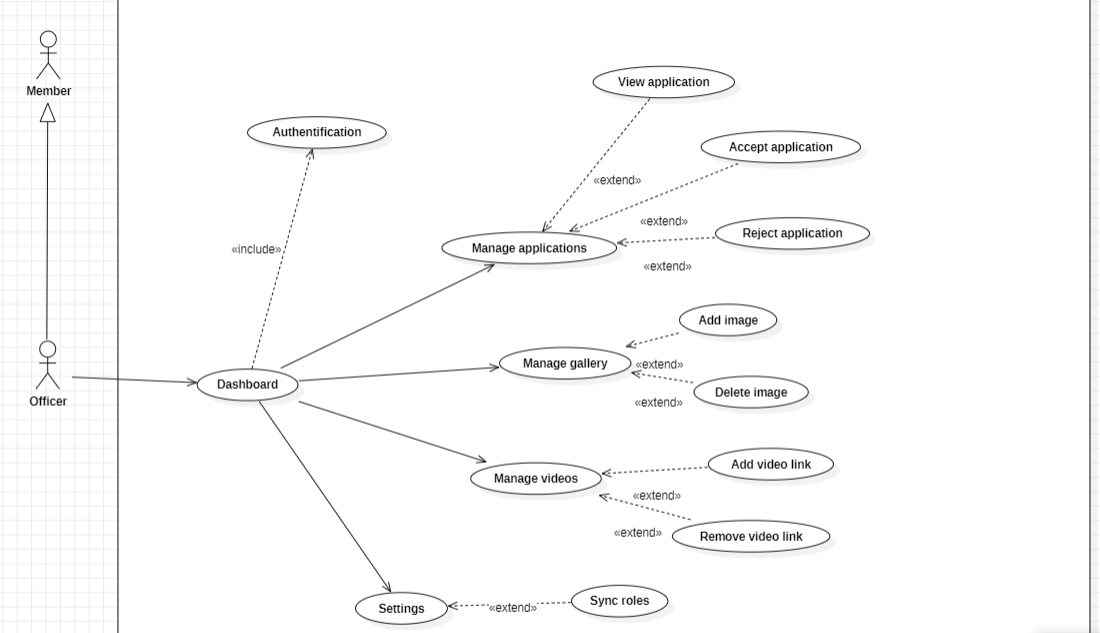 Member
View application
Authentification
Accept application
«extend»
«extend»
Reject application
«include»
Manage applications
«extend»
Add image
Manage gallery
«extend»
Dashboard
Delete image
Officer
«extend»
Add video link
Manage videos
«extend»
«extend»
Remove video link
Settings
«extend»
Sync roles